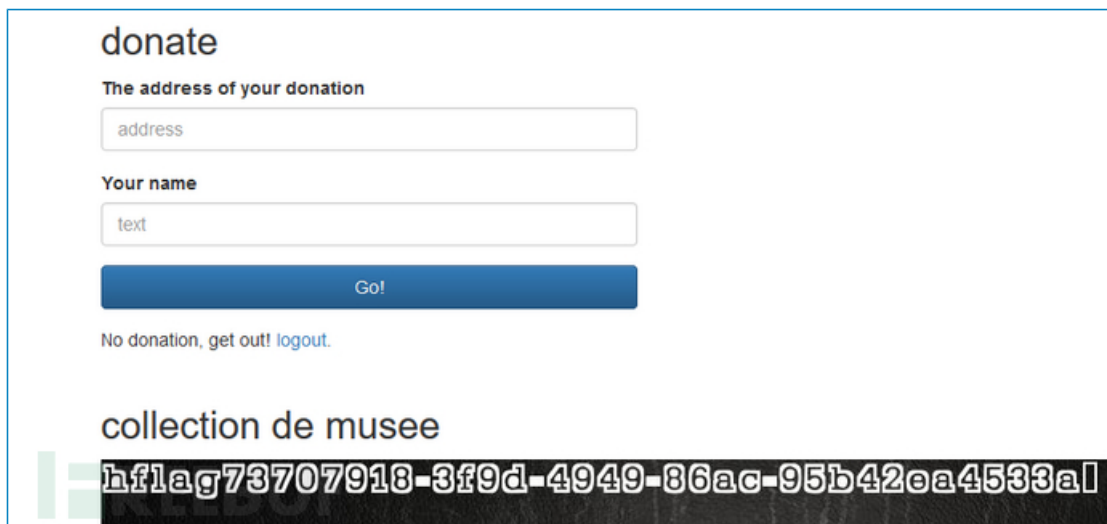 donate
The address of your donation
address
Your name
text
Go!
No donation, get out! logout.
collection de musee
hflag73707918-3f9d-4949-86ac-95b42ea4533al